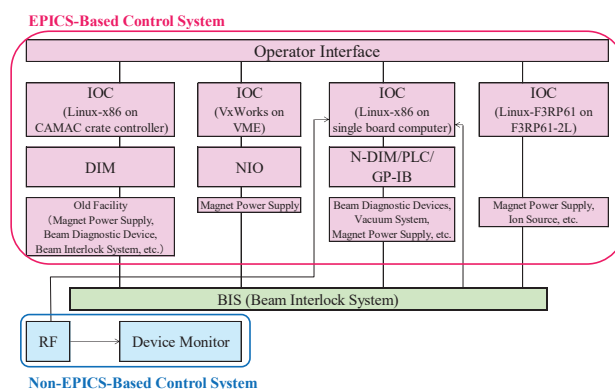 EPICS-Based Control System
Operator Interface
IOC
(Linux-x86 on
CAMAC crate controller)
IOC
(VxWorks on
VME)
IOC
(Linux-x86 on
single board computer)
IOC
(Linux-F3RP61 on
F3RP61-2L)
DIM
NIO
N-DIM/PLC/
GP-IB
Old Facility
(Magnet Power Supply,
Beam Diagnostic Device,
Beam Interlock System, etc.)
Magnet Power Supply
Beam Diagnostic Devices,
Vacuum System,
Magnet Power Supply, etc.
Magnet Power Supply,
Ion Source, etc.
BIS (Beam Interlock System)
RF
Device Monitor
Non-EPICS-Based Control System